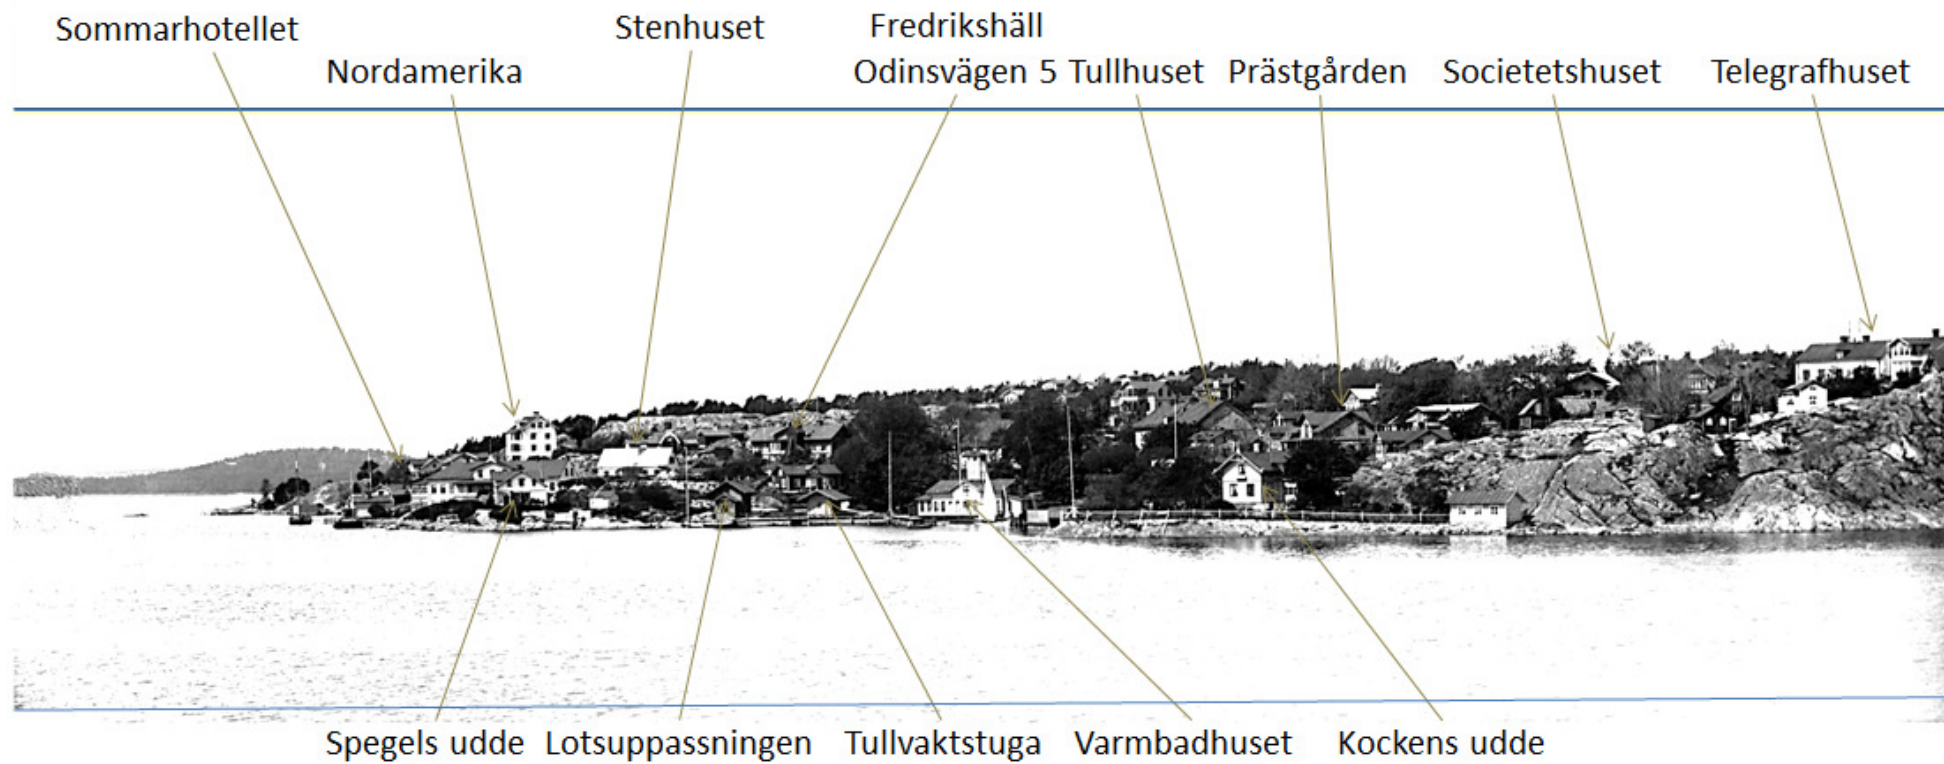 Sommarhotellet
Nordamerika
Stenhuset
Fredrikshäll
Odinsvägen 5
Tullhuset
Prästgården
Societetshuset
Telegrafhuset
Spegels udde
Lotsuppassningen
Tullvaktstuga
Varmbadhuset
Kockens udde